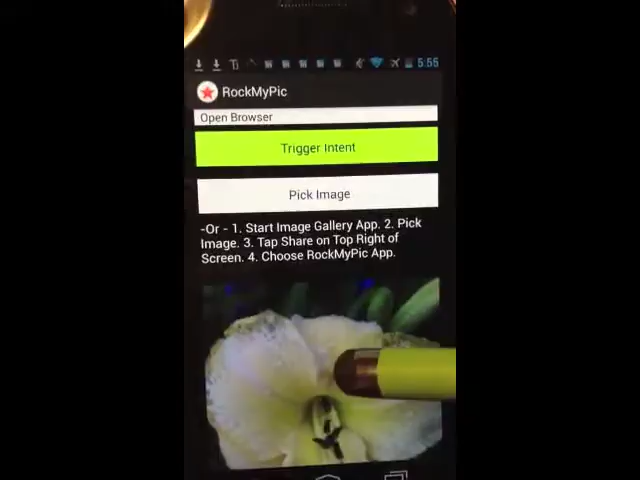 5:55
RockMyPic
Open Browser
Trigger Intent
Pick Image
-Or - 1. Start Image Gallery App. 2. Pick
Image. 3. Tap Share on Top Right of
Screen. 4. Choose RockMyPic App.